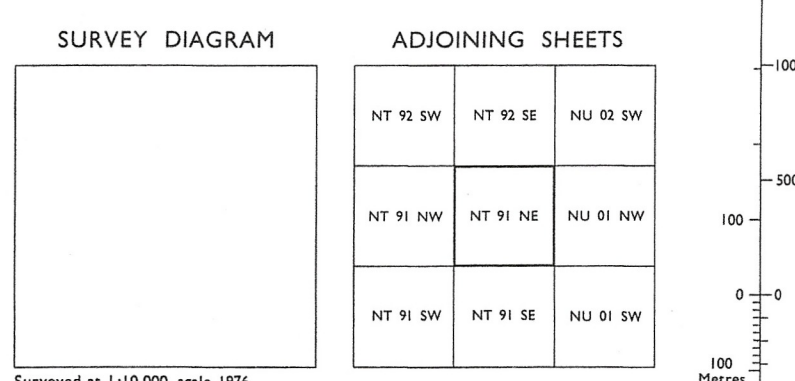 SURVEY DIAGRAM
ADJOINING SHEETS
NT 92 SW NT 92 SE NU 02 SW
NT 91 NW NT 91 NE NU 01 NW
NT 91 SW NT 91 SE NU 01 SW
Surveyed at 1:10 000 scale 1976
100
500
100
0 0
100
Metres